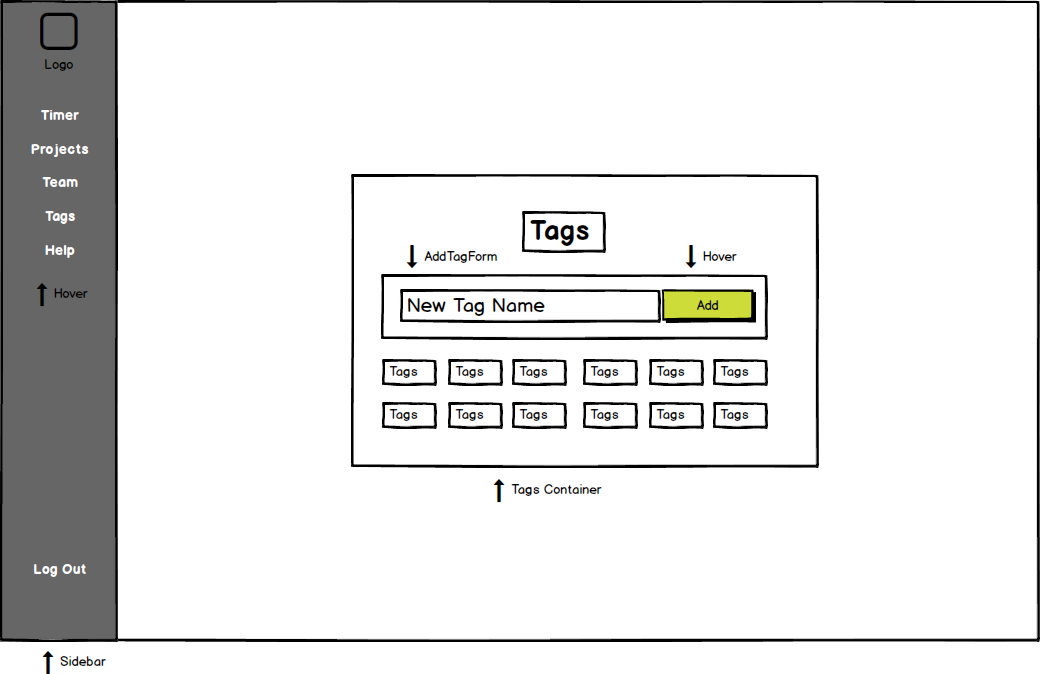 Logo
Timer
Projects
Team
Tags
Help
Hover
Log Out
Sidebar
Tags
AddTagForm
Hover
New Tag Name
Add
Tags Tags Tags Tags Tags Tags
Tags Tags Tags Tags Tags Tags
Tags Container